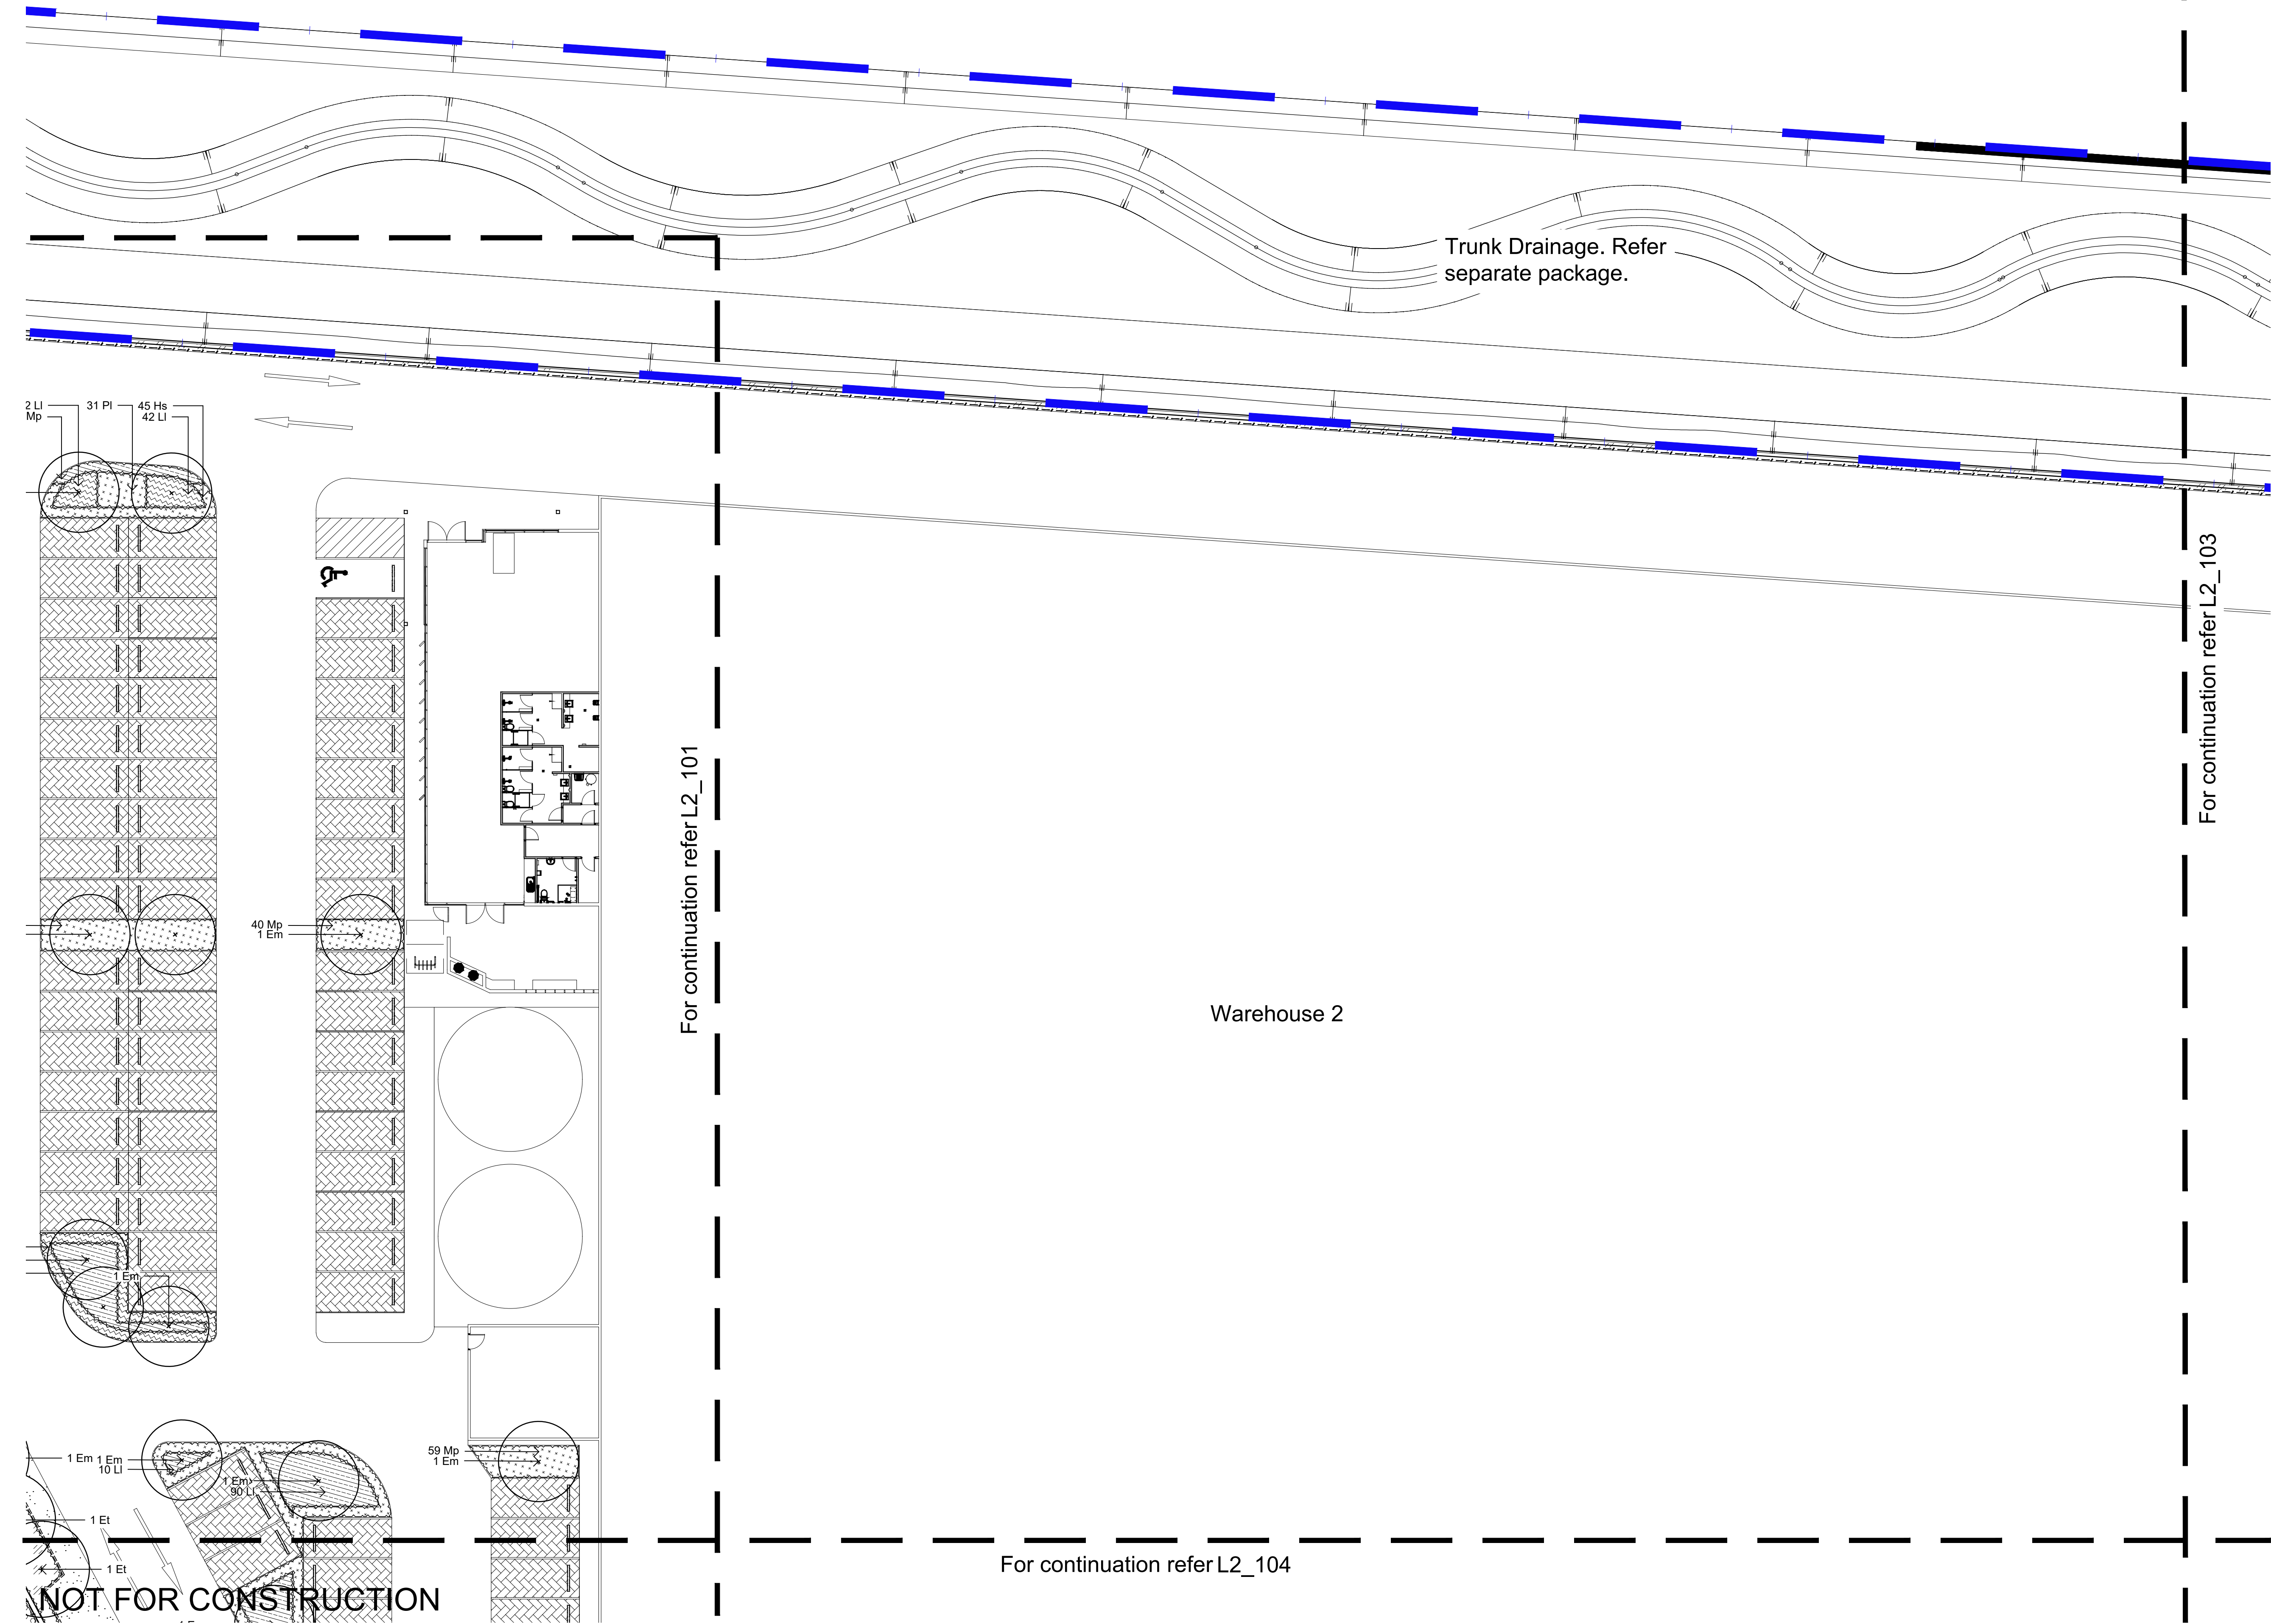 Trunk Drainage. Refer
separate package.
2 Ll
Mp
31 Pl
45 Hs
42 Ll
For continuation refer L2_103
For continuation refer L2_101
40 Mp
1 Em
Warehouse 2
1 Em
59 Mp
1 Em
1 Em
1 Em
10 Ll
1 Em
90 Ll
1 Et
For continuation refer L2_104
1 Et
NOT FOR CONSTRUCTION